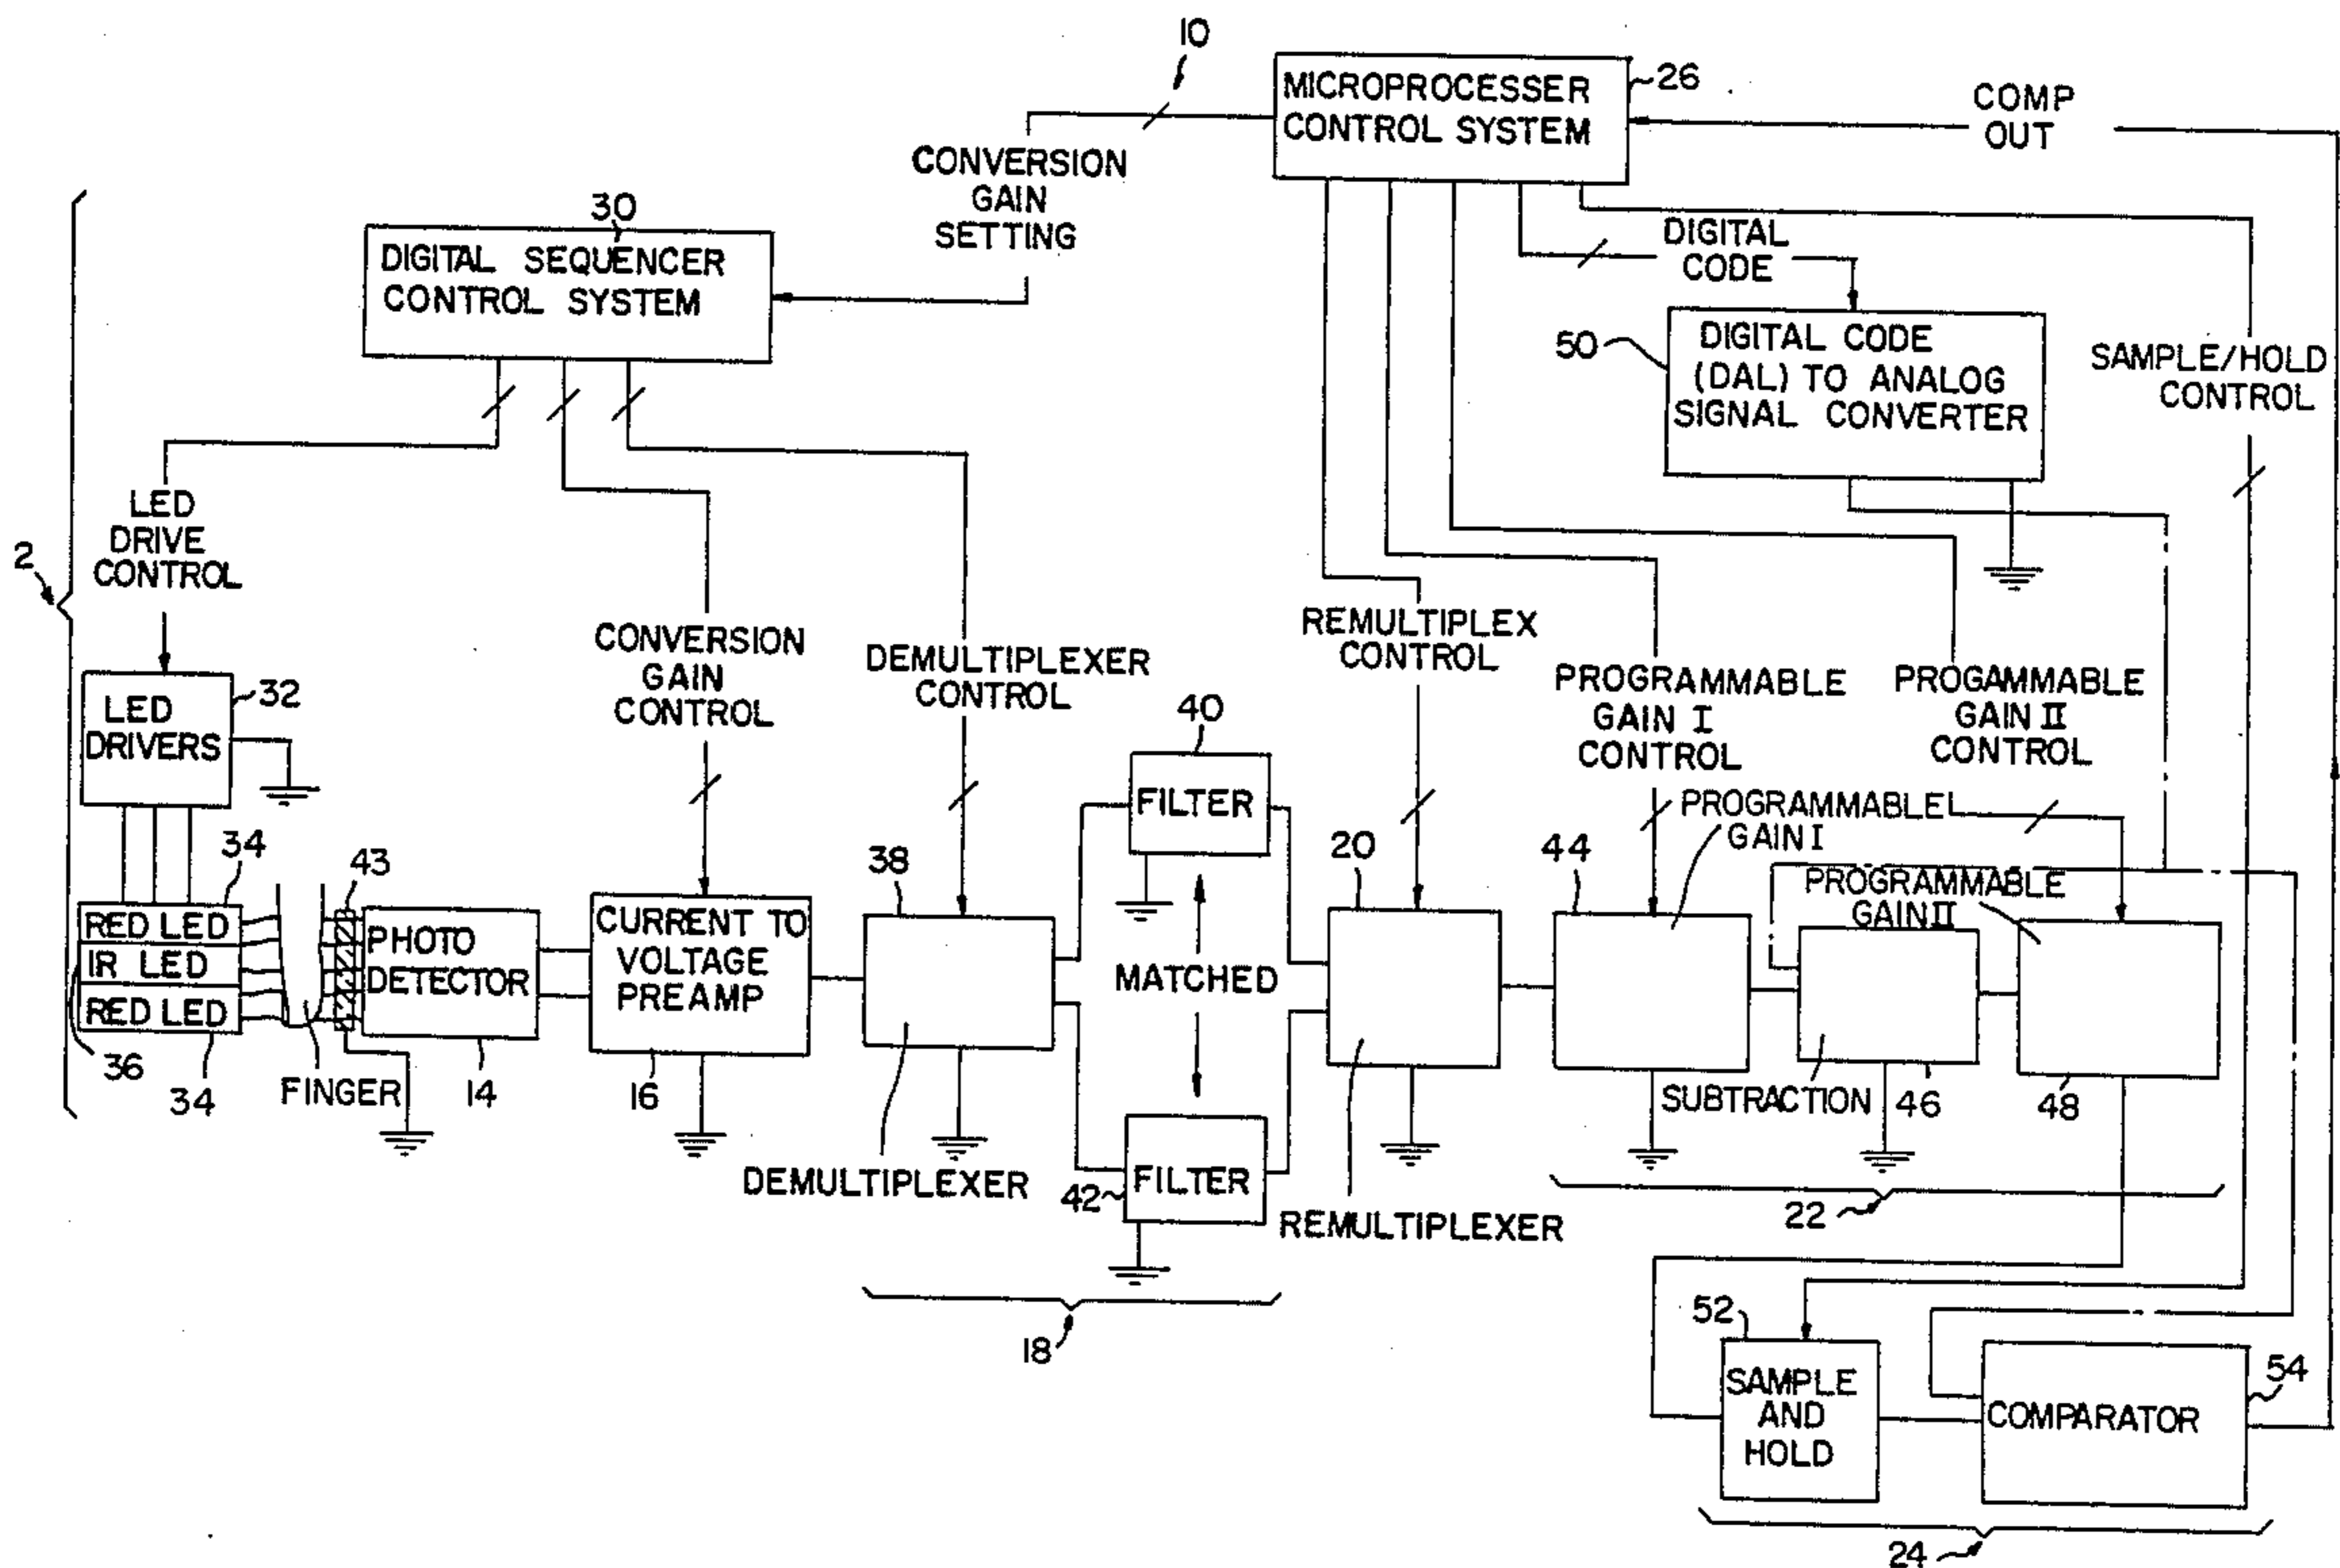 10
MICROPROCESSER
CONTROL SYSTEM
26
COMP
OUT
CONVERSION
GAIN
SETTING
30
DIGITAL SEQUENCER
CONTROL SYSTEM
DIGITAL
CODE
50
DIGITAL CODE
(DAL) TO ANALOG
SIGNAL CONVERTER
SAMPLE/HOLD
CONTROL
2
LED
DRIVE
CONTROL
CONVERSION
GAIN
CONTROL
DEMULTIPLEXER
CONTROL
REMULTIPLEX
CONTROL
PROGRAMMABLE
GAIN I
CONTROL
PROGAMMABLE
GAIN II
CONTROL
LED
DRIVERS
32
40
FILTER
PROGRAMMABLE
GAIN I
34
43
38
20
44
PROGRAMMABLE
GAIN II
RED LED
IR LED
RED LED
PHOTO
DETECTOR
CURRENT TO
VOLTAGE
PREAMP
MATCHED
36
34
FINGER
14
16
SUBTRACTION
46
48
DEMULTIPLEXER
42
FILTER
REMULTIPLEXER
22
18
52
SAMPLE
AND
HOLD
COMPARATOR
54
24